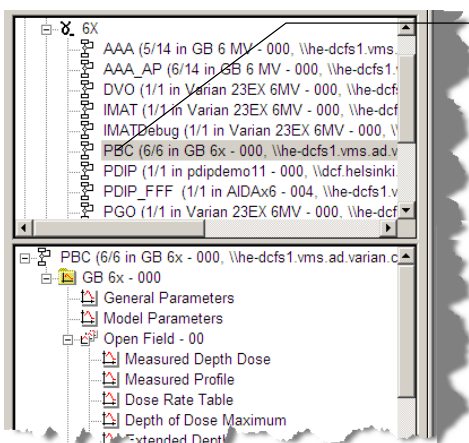 6X
AAA (5/14 in GB 6 MV - 000, \\he-dcfs1.vms.
AAA_AP (6/14 in GB 6 MV - 000, \\he-dcfs1.
DVO (1/1 in Varian 23EX 6MV - 000, \\he-dcfs
IMAT (1/1 in Varian 23EX 6MV - 000, \\he-dcf
IMATDebug (1/1 in Varian 23EX 6MV - 000, \
PBC (6/6 in GB 6x - 000, \\he-dcfs1.vms.ad.v
PDIP (1/1 in pdipdemo11 - 000, \\dcf.helsinki.
PDIP_FFF (1/1 in AIDAx6 - 004, \\he-dcfs1.v
PGO (1/1 in Varian 23EX 6MV - 000, \\he-dcf
PBC (6/6 in GB 6x - 000, \\he-dcfs1.vms.ad.varian.c
GB 6x - 000
General Parameters
Model Parameters
Open Field - 00
Measured Depth Dose
Measured Profile
Dose Rate Table
Depth of Dose Maximum
Extended Depth